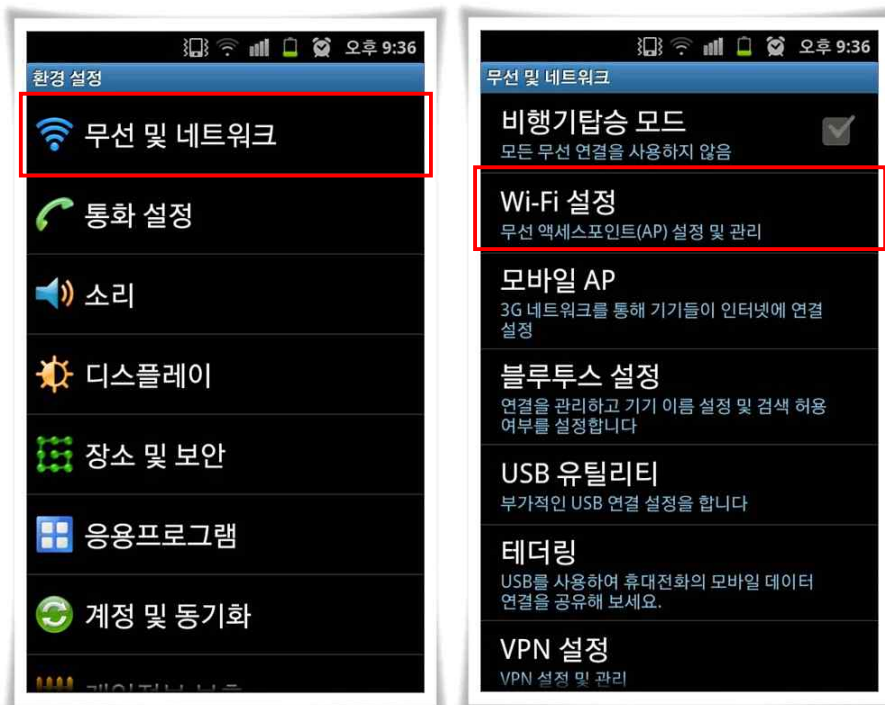 오후 9:36
환경 설정
무선 및 네트워크
통화 설정
소리
디스플레이
장소 및 보안
응용프로그램
계정 및 동기화
개인정보 보호
오후 9:36
무선 및 네트워크
비행기탑승 모드
모든 무선 연결을 사용하지 않음
Wi-Fi 설정
무선 액세스포인트(AP) 설정 및 관리
모바일 AP
3G 네트워크를 통해 기기들이 인터넷에 연결
설정
블루투스 설정
연결을 관리하고 기기 이름 설정 및 검색 허용
여부를 설정합니다
USB 유틸리티
부가적인 USB 연결 설정을 합니다
테더링
USB를 사용하여 휴대전화의 모바일 데이터
연결을 공유해 보세요.
VPN 설정
VPN 설정 및 관리